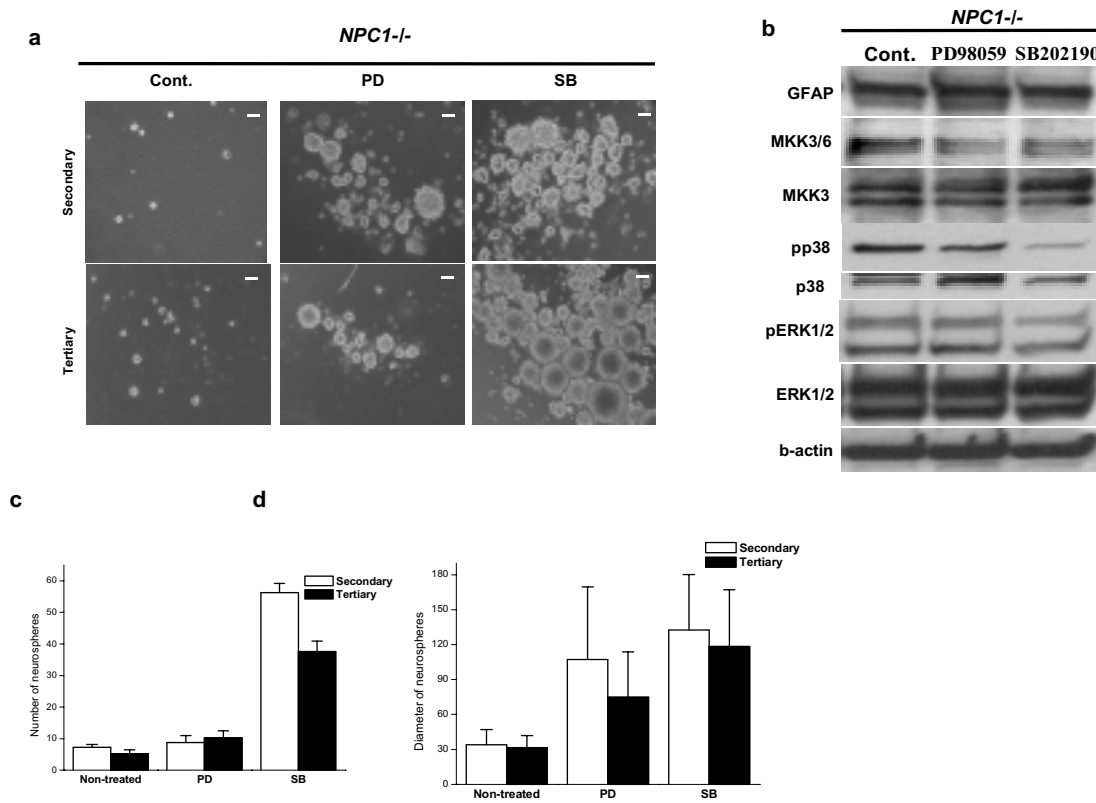 a
NPC1-/-
Cont. PD SB
Secondary
Tertiary
b
NPC1-/-
Cont. PD98059 SB202190
GFAP
MKK3/6
MKK3
pp38
p38
pERK1/2
ERK1/2
b-actin
c
Number of neurospheres
60
50
40
30
20
10
0
Secondary
Tertiary
Non-treated PD SB
d
Diameter of neurospheres
180
150
120
90
60
30
0
Secondary
Tertiary
Non-treated PD SB